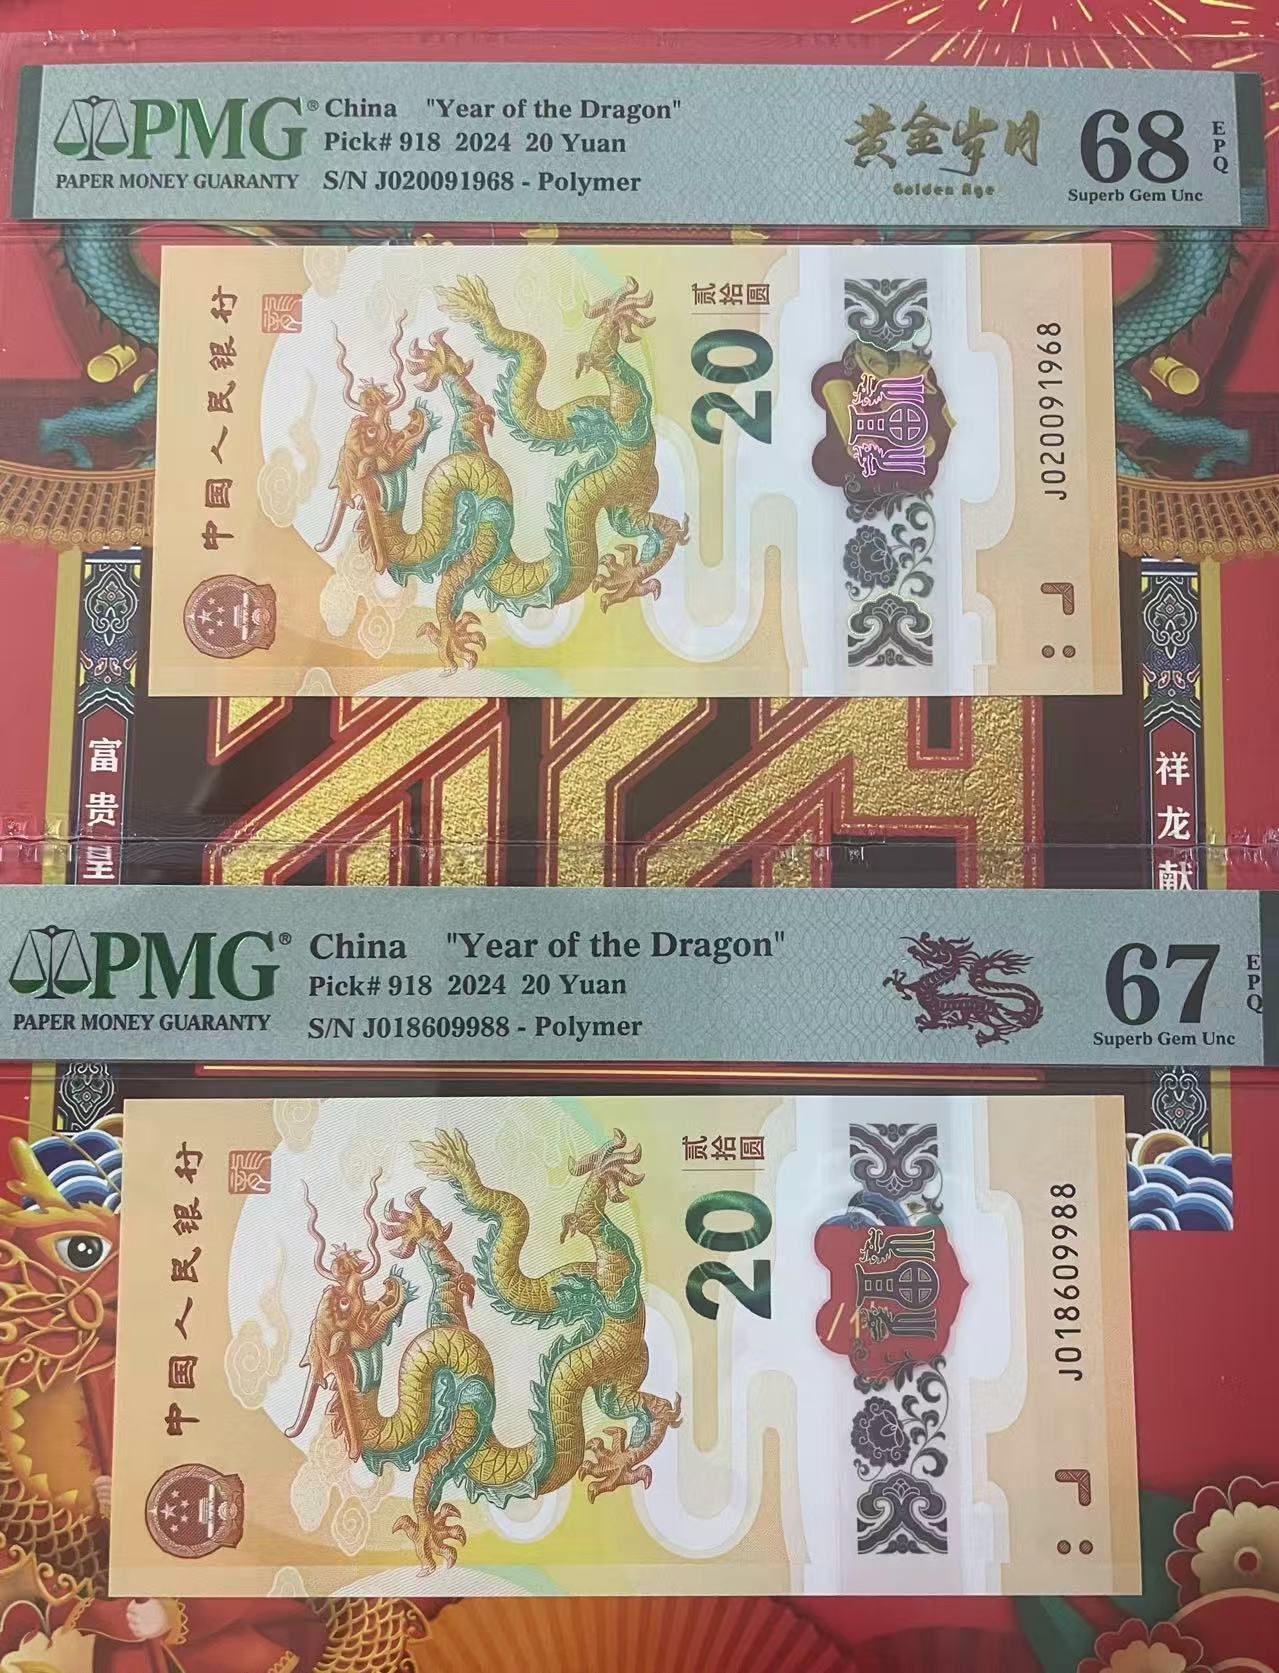 PMG® China "Year of the Dragon"
Pick# 918 2024 20 Yuan
PAPER MONEY GUARANTY S/N J020091968 - Polymer
黄金岁月
Golden Age
68
EPQ
Superb Gem Unc
中国人民银行
贰拾圆
20
J020091968
富贵呈
祥龙献
PMG® China "Year of the Dragon"
Pick# 918 2024 20 Yuan
PAPER MONEY GUARANTY S/N J018609988 - Polymer
67
EPQ
Superb Gem Unc
中国人民银行
贰拾圆
20
J018609988